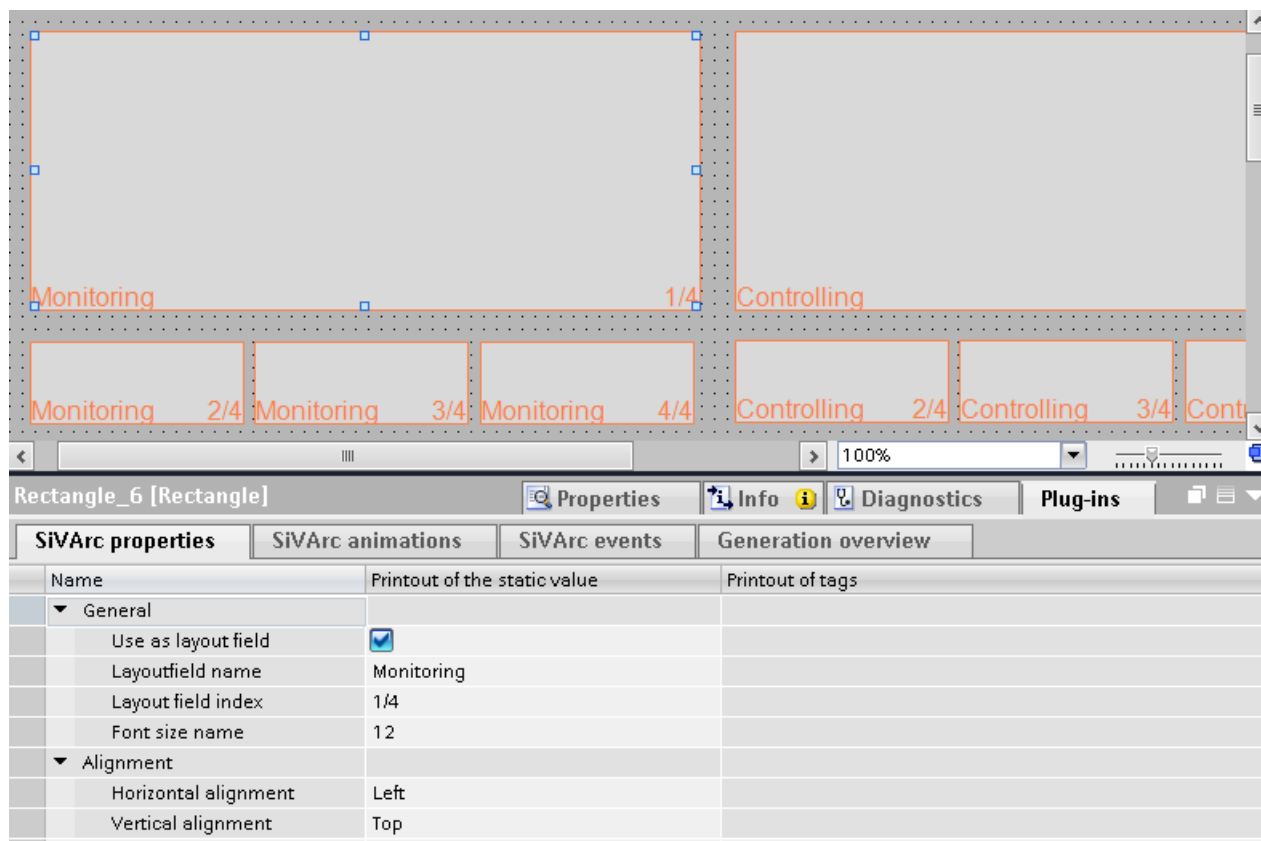 Monitoring 1/4 Controlling
Monitoring 2/4 Monitoring 3/4 Monitoring 4/4 Controlling 2/4 Controlling 3/4
100%
Rectangle_6 [Rectangle] Properties Info Diagnostics Plug-ins
SiVArc properties SiVArc animations SiVArc events Generation overview
Name Printout of the static value Printout of tags
General
Use as layout field
Layoutfield name Monitoring
Layout field index 1/4
Font size name 12
Alignment
Horizontal alignment Left
Vertical alignment Top